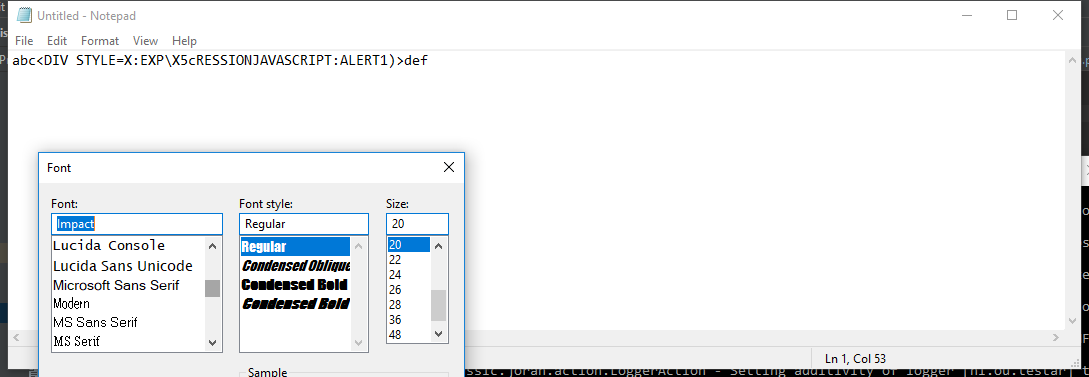 Untitled - Notepad
File Edit Format View Help
abc<DIV STYLE=X:EXP\X5cRESSIONJAVASCRIPT:ALERT1)>def
Font
Font: Font style: Size:
Impact Regular 20
Lucida Console Regular 20
Lucida Sans Unicode Condensed Oblique 22
Microsoft Sans Serif Condensed Bold 24
Modern Condensed Bold 26
MS Sans Serif 28
MS Serif 36
48
Ln 1, Col 53
Sample
ssic.joran.action.LoggerAction - Setting additivity of logger [nl.ou.testar]